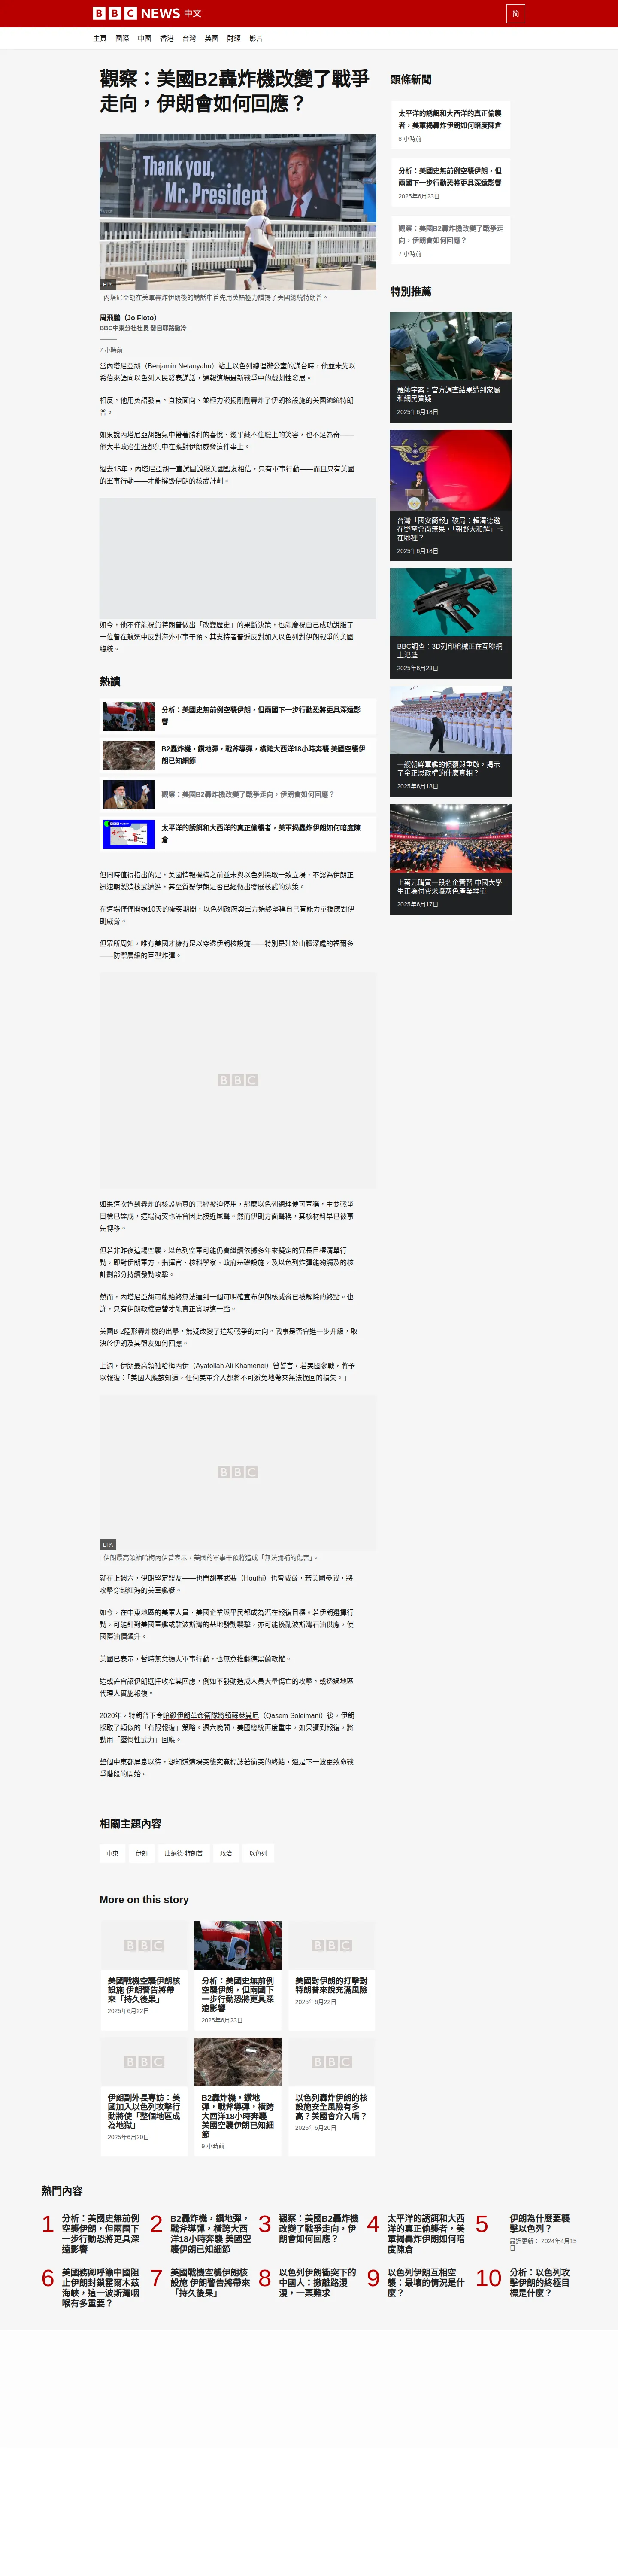 BBC NEWS 中文
简
主頁 國際 中國 香港 台灣 英國 財經 影片
觀察：美國B2轟炸機改變了戰爭
走向，伊朗會如何回應？
Thank you,
Mr. President
EPA
內塔尼亞胡在美軍轟炸伊朗後的講話中首先用英語極力讚揚了美國總統特朗普。
周飛鵬（Jo Floto）
BBC中東分社社長 發自耶路撒冷
7 小時前
當內塔尼亞胡（Benjamin Netanyahu）站上以色列總理辦公室的講台時，他並未先以
希伯來語向以色列人民發表講話，通報這場最新戰爭中的戲劇性發展。
相反，他用英語發言，直接面向、並極力讚揚剛剛轟炸了伊朗核設施的美國總統特朗
普。
如果說內塔尼亞胡語氣中帶著勝利的喜悅、幾乎藏不住臉上的笑容，也不足為奇——
他大半政治生涯都集中在應對伊朗威脅這件事上。
過去15年，內塔尼亞胡一直試圖說服美國盟友相信，只有軍事行動——而且只有美國
的軍事行動——才能摧毀伊朗的核武計劃。
如今，他不僅能祝賀特朗普做出「改變歷史」的果斷決策，也能慶祝自己成功說服了
一位曾在競選中反對海外軍事干預、其支持者普遍反對加入以色列對伊朗戰爭的美國
總統。
熱讀
分析：美國史無前例空襲伊朗，但兩國下一步行動恐將更具深遠影
響
B2轟炸機，鑽地彈，戰斧導彈，橫跨大西洋18小時奔襲 美國空襲伊
朗已知細節
觀察：美國B2轟炸機改變了戰爭走向，伊朗會如何回應？
太平洋的誘餌和大西洋的真正偷襲者，美軍揭轟炸伊朗如何暗度陳
倉
但同時值得指出的是，美國情報機構之前並未與以色列採取一致立場，不認為伊朗正
迅速朝製造核武邁進，甚至質疑伊朗是否已經做出發展核武的決策。
在這場僅僅開始10天的衝突期間，以色列政府與軍方始終堅稱自己有能力單獨應對伊
朗威脅。
但眾所周知，唯有美國才擁有足以穿透伊朗核設施——特別是建於山體深處的福爾多
——防禦層級的巨型炸彈。
BBC
如果這次遭到轟炸的核設施真的已經被迫停用，那麼以色列總理便可宣稱，主要戰爭
目標已達成，這場衝突也許會因此接近尾聲。然而伊朗方面聲稱，其核材料早已被事
先轉移。
但若非昨夜這場空襲，以色列空軍可能仍會繼續依據多年來擬定的冗長目標清單行
動，即對伊朗軍方、指揮官、核科學家、政府基礎設施，及以色列炸彈能夠觸及的核
計劃部分持續發動攻擊。
然而，內塔尼亞胡可能始終無法達到一個可明確宣布伊朗核威脅已被解除的終點。也
許，只有伊朗政權更替才能真正實現這一點。
美國B-2隱形轟炸機的出擊，無疑改變了這場戰爭的走向。戰事是否會進一步升級，取
決於伊朗及其盟友如何回應。
上週，伊朗最高領袖哈梅內伊（Ayatollah Ali Khamenei）曾誓言，若美國參戰，將予
以報復：「美國人應該知道，任何美軍介入都將不可避免地帶來無法挽回的損失。」
BBC
EPA
伊朗最高領袖哈梅內伊曾表示，美國的軍事干預將造成「無法彌補的傷害」。
就在上週六，伊朗堅定盟友——也門胡塞武裝（Houthi）也曾威脅，若美國參戰，將
攻擊穿越紅海的美軍艦艇。
如今，在中東地區的美軍人員、美國企業與平民都成為潛在報復目標。若伊朗選擇行
動，可能針對美國軍艦或駐波斯灣的基地發動襲擊，亦可能擾亂波斯灣石油供應，使
國際油價飆升。
美國已表示，暫時無意擴大軍事行動，也無意推翻德黑蘭政權。
這或許會讓伊朗選擇收窄其回應，例如不發動造成人員大量傷亡的攻擊，或透過地區
代理人實施報復。
2020年，特朗普下令暗殺伊朗革命衛隊將領蘇萊曼尼（Qasem Soleimani）後，伊朗
採取了類似的「有限報復」策略。週六晚間，美國總統再度重申，如果遭到報復，將
動用「壓倒性武力」回應。
整個中東都屏息以待，想知道這場突襲究竟標誌著衝突的終結，還是下一波更致命戰
爭階段的開始。
相關主題內容
中東 伊朗 唐納德·特朗普 政治 以色列
More on this story
BBC
美國戰機空襲伊朗核
設施 伊朗警告將帶
來「持久後果」
2025年6月22日
分析：美國史無前例
空襲伊朗，但兩國下
一步行動恐將更具深
遠影響
2025年6月23日
BBC
美國對伊朗的打擊對
特朗普來說充滿風險
2025年6月22日
BBC
伊朗副外長專訪：美
國加入以色列攻擊行
動將使「整個地區成
為地獄」
2025年6月20日
B2轟炸機，鑽地
彈，戰斧導彈，橫跨
大西洋18小時奔襲
美國空襲伊朗已知細
節
9 小時前
BBC
以色列轟炸伊朗的核
設施安全風險有多
高？美國會介入嗎？
2025年6月20日
頭條新聞
太平洋的誘餌和大西洋的真正偷襲
者，美軍揭轟炸伊朗如何暗度陳倉
8 小時前
分析：美國史無前例空襲伊朗，但
兩國下一步行動恐將更具深遠影響
2025年6月23日
觀察：美國B2轟炸機改變了戰爭走
向，伊朗會如何回應？
7 小時前
特別推薦
羅帥宇案：官方調查結果遭到家屬
和網民質疑
2025年6月18日
台灣「國安簡報」破局：賴清德邀
在野黨會面無果，「朝野大和解」卡
在哪裡？
2025年6月18日
BBC調查：3D列印槍械正在互聯網
上氾濫
2025年6月23日
一艘朝鮮軍艦的傾覆與重啟，揭示
了金正恩政權的什麼真相？
2025年6月18日
上萬元購買一段名企實習 中國大學
生正為付費求職灰色產業埋單
2025年6月17日
熱門內容
1
分析：美國史無前例
空襲伊朗，但兩國下
一步行動恐將更具深
遠影響
2
B2轟炸機，鑽地彈，
戰斧導彈，橫跨大西
洋18小時奔襲 美國空
襲伊朗已知細節
3
觀察：美國B2轟炸機
改變了戰爭走向，伊
朗會如何回應？
4
太平洋的誘餌和大西
洋的真正偷襲者，美
軍揭轟炸伊朗如何暗
度陳倉
5
伊朗為什麼要襲
擊以色列？
最近更新： 2024年4月15
日
6
美國務卿呼籲中國阻
止伊朗封鎖霍爾木茲
海峽，這一波斯灣咽
喉有多重要？
7
美國戰機空襲伊朗核
設施 伊朗警告將帶來
「持久後果」
8
以色列伊朗衝突下的
中國人：撤離路漫
漫，一票難求
9
以色列伊朗互相空
襲：最壞的情況是什
麼？
10
分析：以色列攻
擊伊朗的終極目
標是什麼？